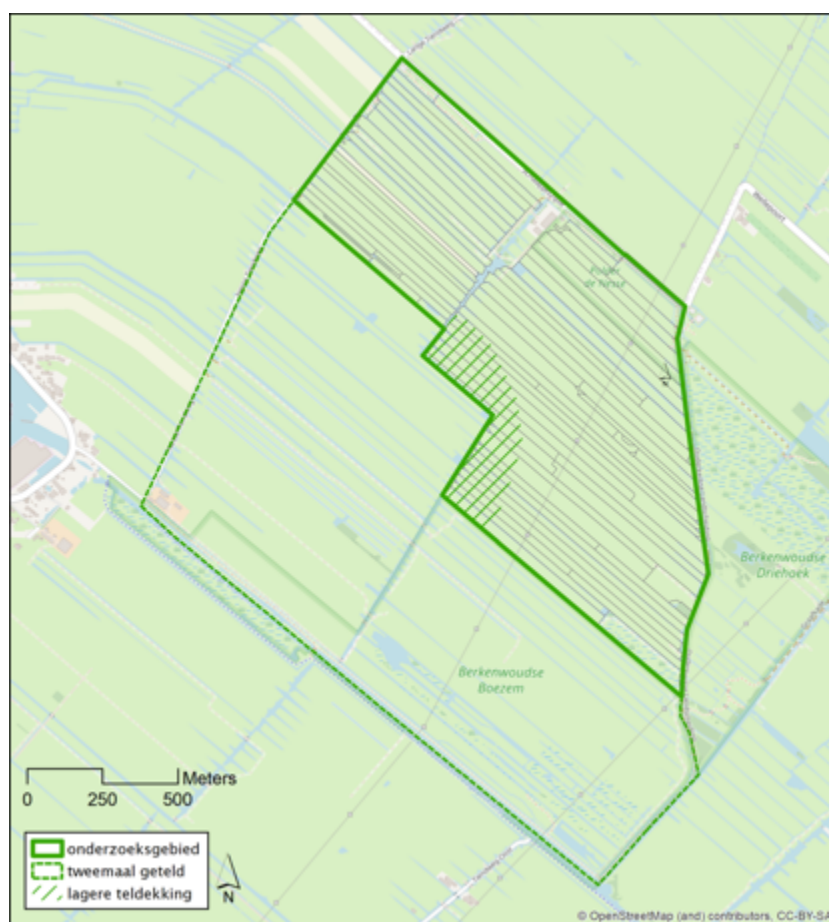 Polder
de Nesse
Berkenwoudse
Driehoek
Berkenwoudse
Boezem
Meters
0 250 500
onderzoeksgebied
tweemaal geteld
lagere teldekking
N
© OpenStreetMap (and) contributors, CC-BY-SA